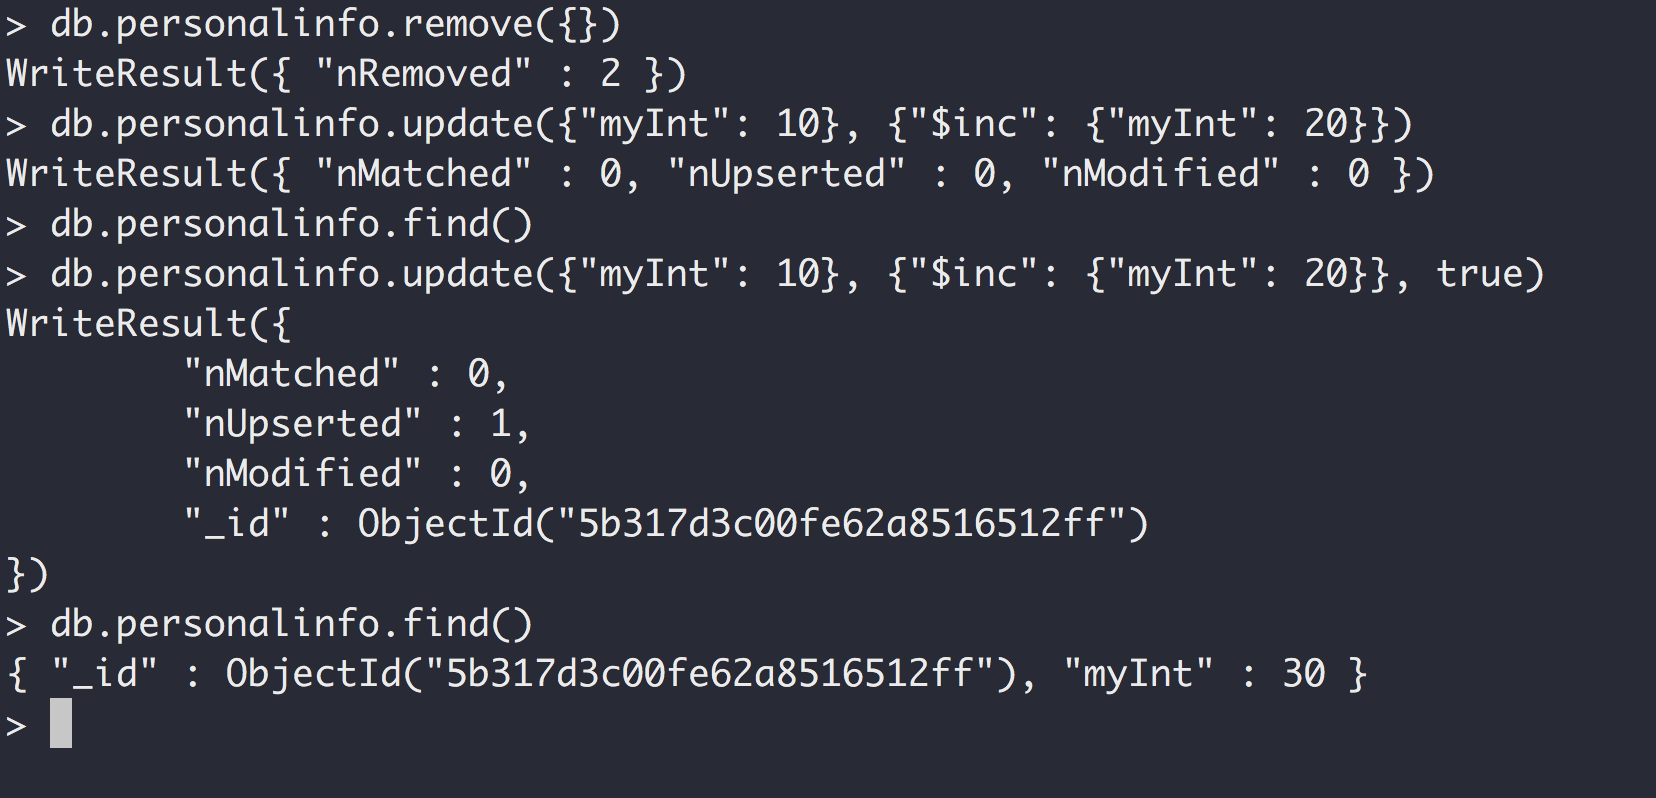 > db.personalinfo.remove({})
WriteResult({ "nRemoved" : 2 })
> db.personalinfo.update({"myInt": 10}, {"$inc": {"myInt": 20}})
WriteResult({ "nMatched" : 0, "nUpserted" : 0, "nModified" : 0 })
> db.personalinfo.find()
> db.personalinfo.update({"myInt": 10}, {"$inc": {"myInt": 20}}, true)
WriteResult({
        "nMatched" : 0,
        "nUpserted" : 1,
        "nModified" : 0,
        "_id" : ObjectId("5b317d3c00fe62a8516512ff")
})
> db.personalinfo.find()
{ "_id" : ObjectId("5b317d3c00fe62a8516512ff"), "myInt" : 30 }
>